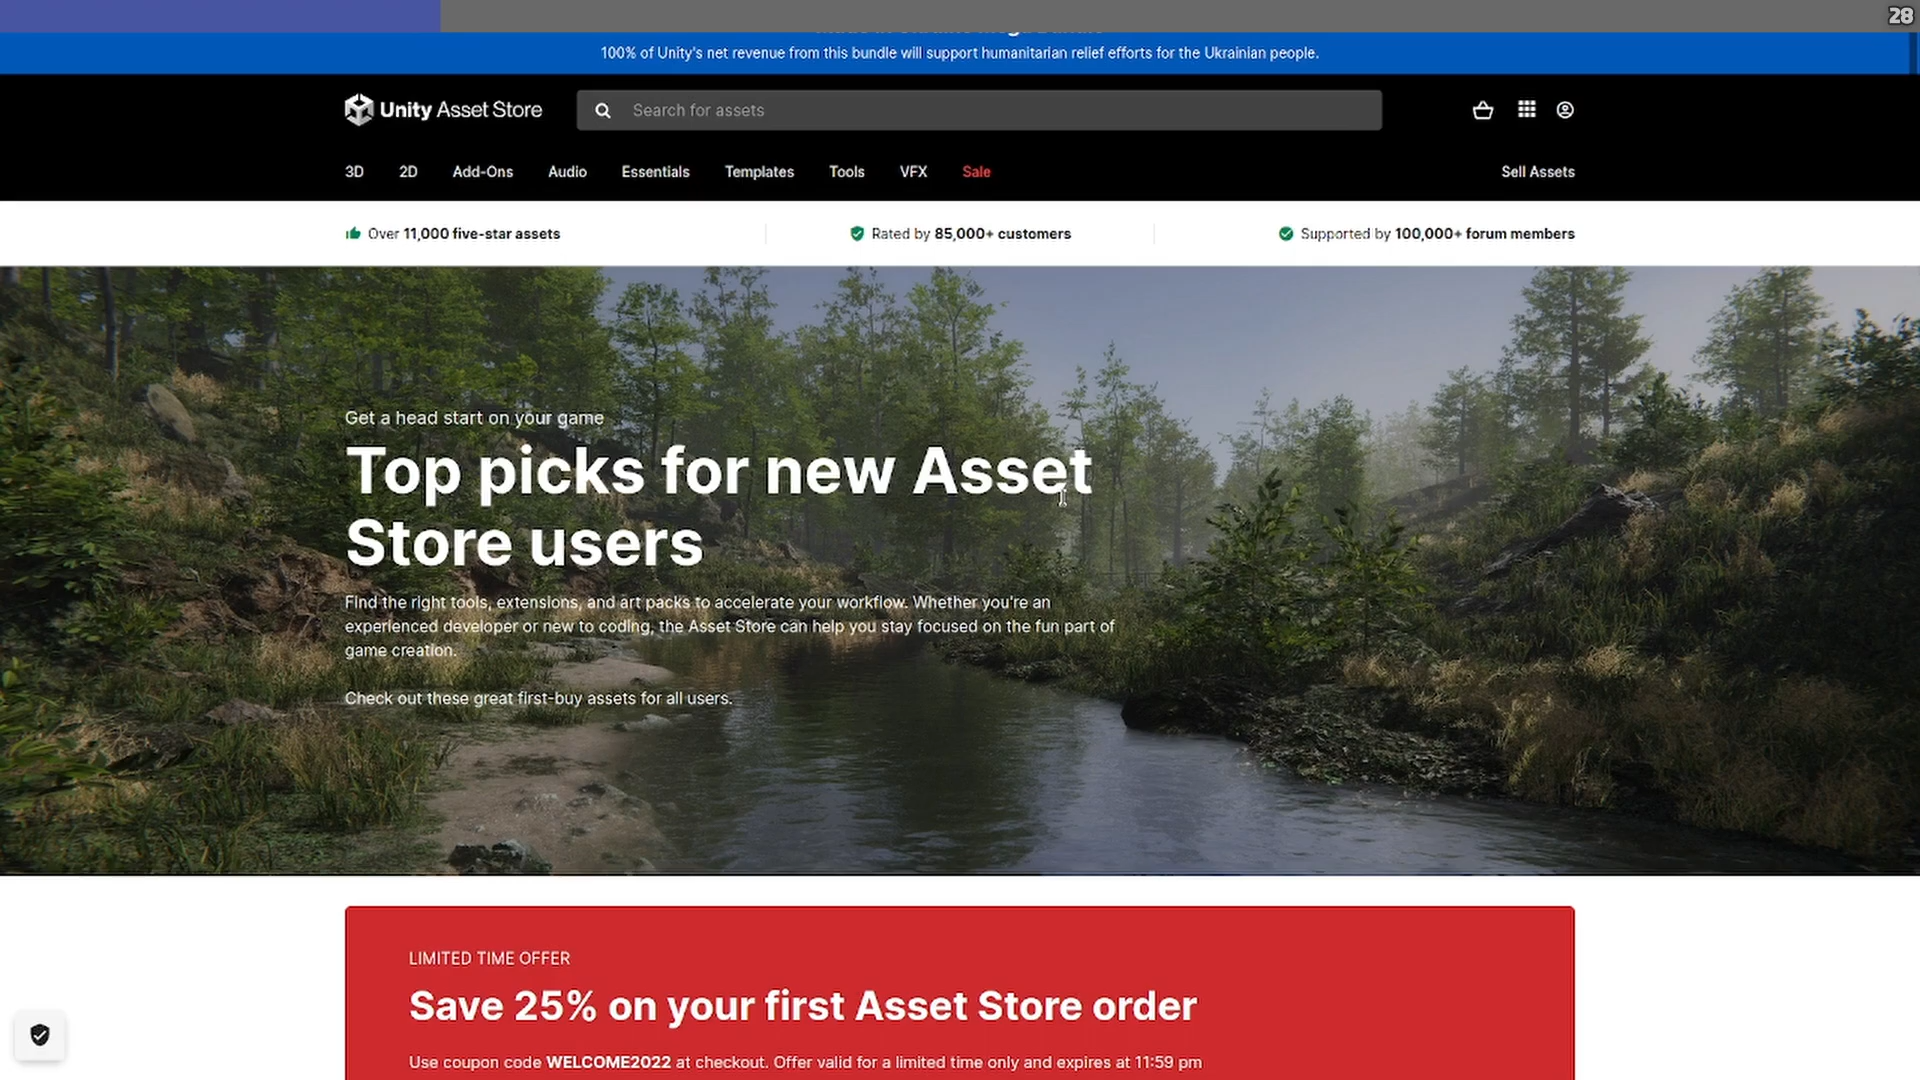 28
100% of Unity's net revenue from this bundle will support humanitarian relief efforts for the Ukrainian people.
Unity Asset Store
Search for assets
3D 2D Add-Ons Audio Essentials Templates Tools VFX Sale Sell Assets
Over 11,000 five-star assets
Rated by 85,000+ customers
Supported by 100,000+ forum members
Get a head start on your game
Top picks for new Asset
Store users
Find the right tools, extensions, and art packs to accelerate your workflow. Whether you're an
experienced developer or new to coding, the Asset Store can help you stay focused on the fun part of
game creation.
Check out these great first-buy assets for all users.
LIMITED TIME OFFER
Save 25% on your first Asset Store order
Use coupon code WELCOME2022 at checkout. Offer valid for a limited time only and expires at 11:59 pm